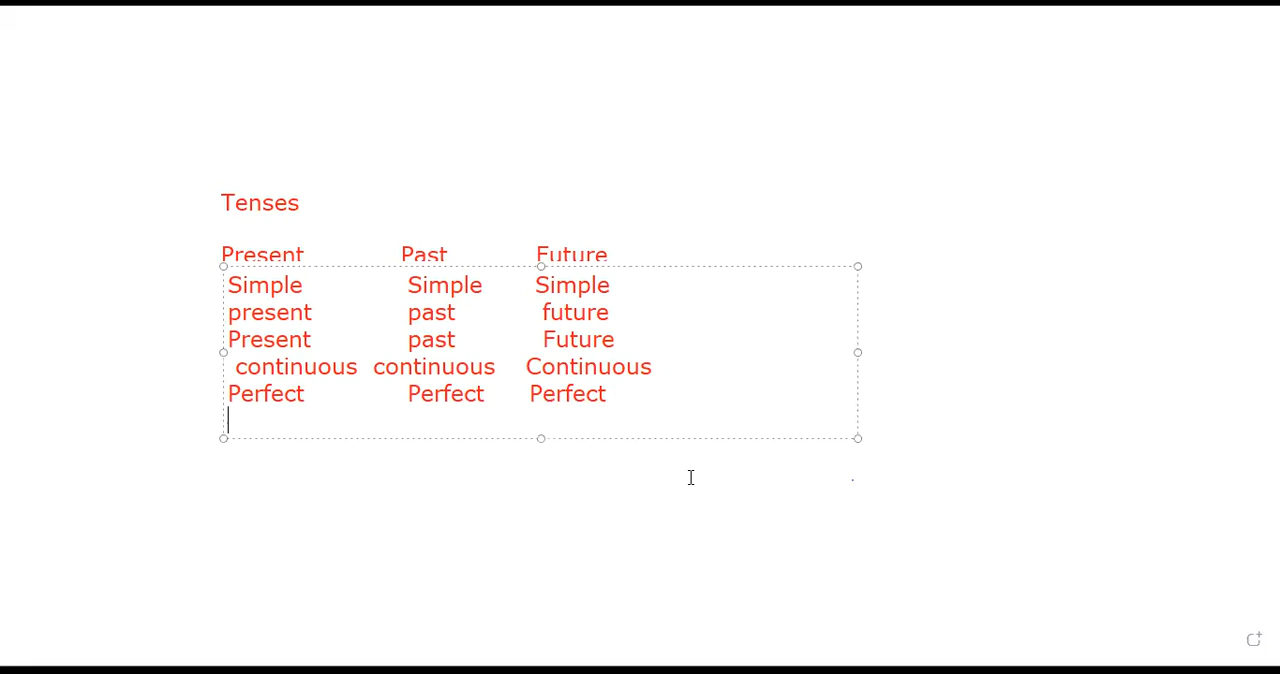 Tenses
Present Past Future
Simple Simple Simple
present past future
Present past Future
continuous continuous Continuous
Perfect Perfect Perfect